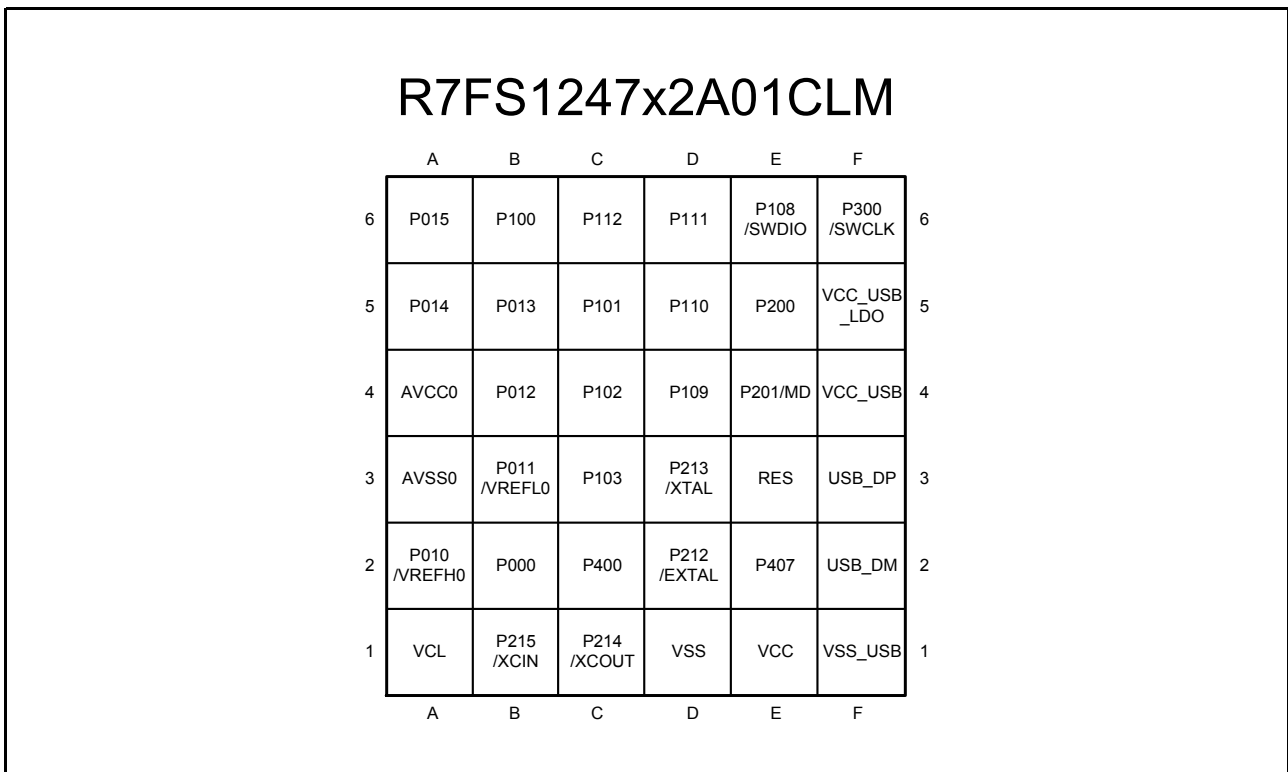 R7FS1247x2A01CLM
A B C D E F
6 P015 P100 P112 P111 P108 /SWDIO P300 /SWCLK 6
5 P014 P013 P101 P110 P200 VCC_USB _LDO 5
4 AVCC0 P012 P102 P109 P201/MD VCC_USB 4
3 AVSS0 P011 /VREFL0 P103 P213 /XTAL RES USB_DP 3
2 P010 /VREFH0 P000 P400 P212 /EXTAL P407 USB_DM 2
1 VCL P215 /XCIN P214 /XCOUT VSS VCC VSS_USB 1
A B C D E F